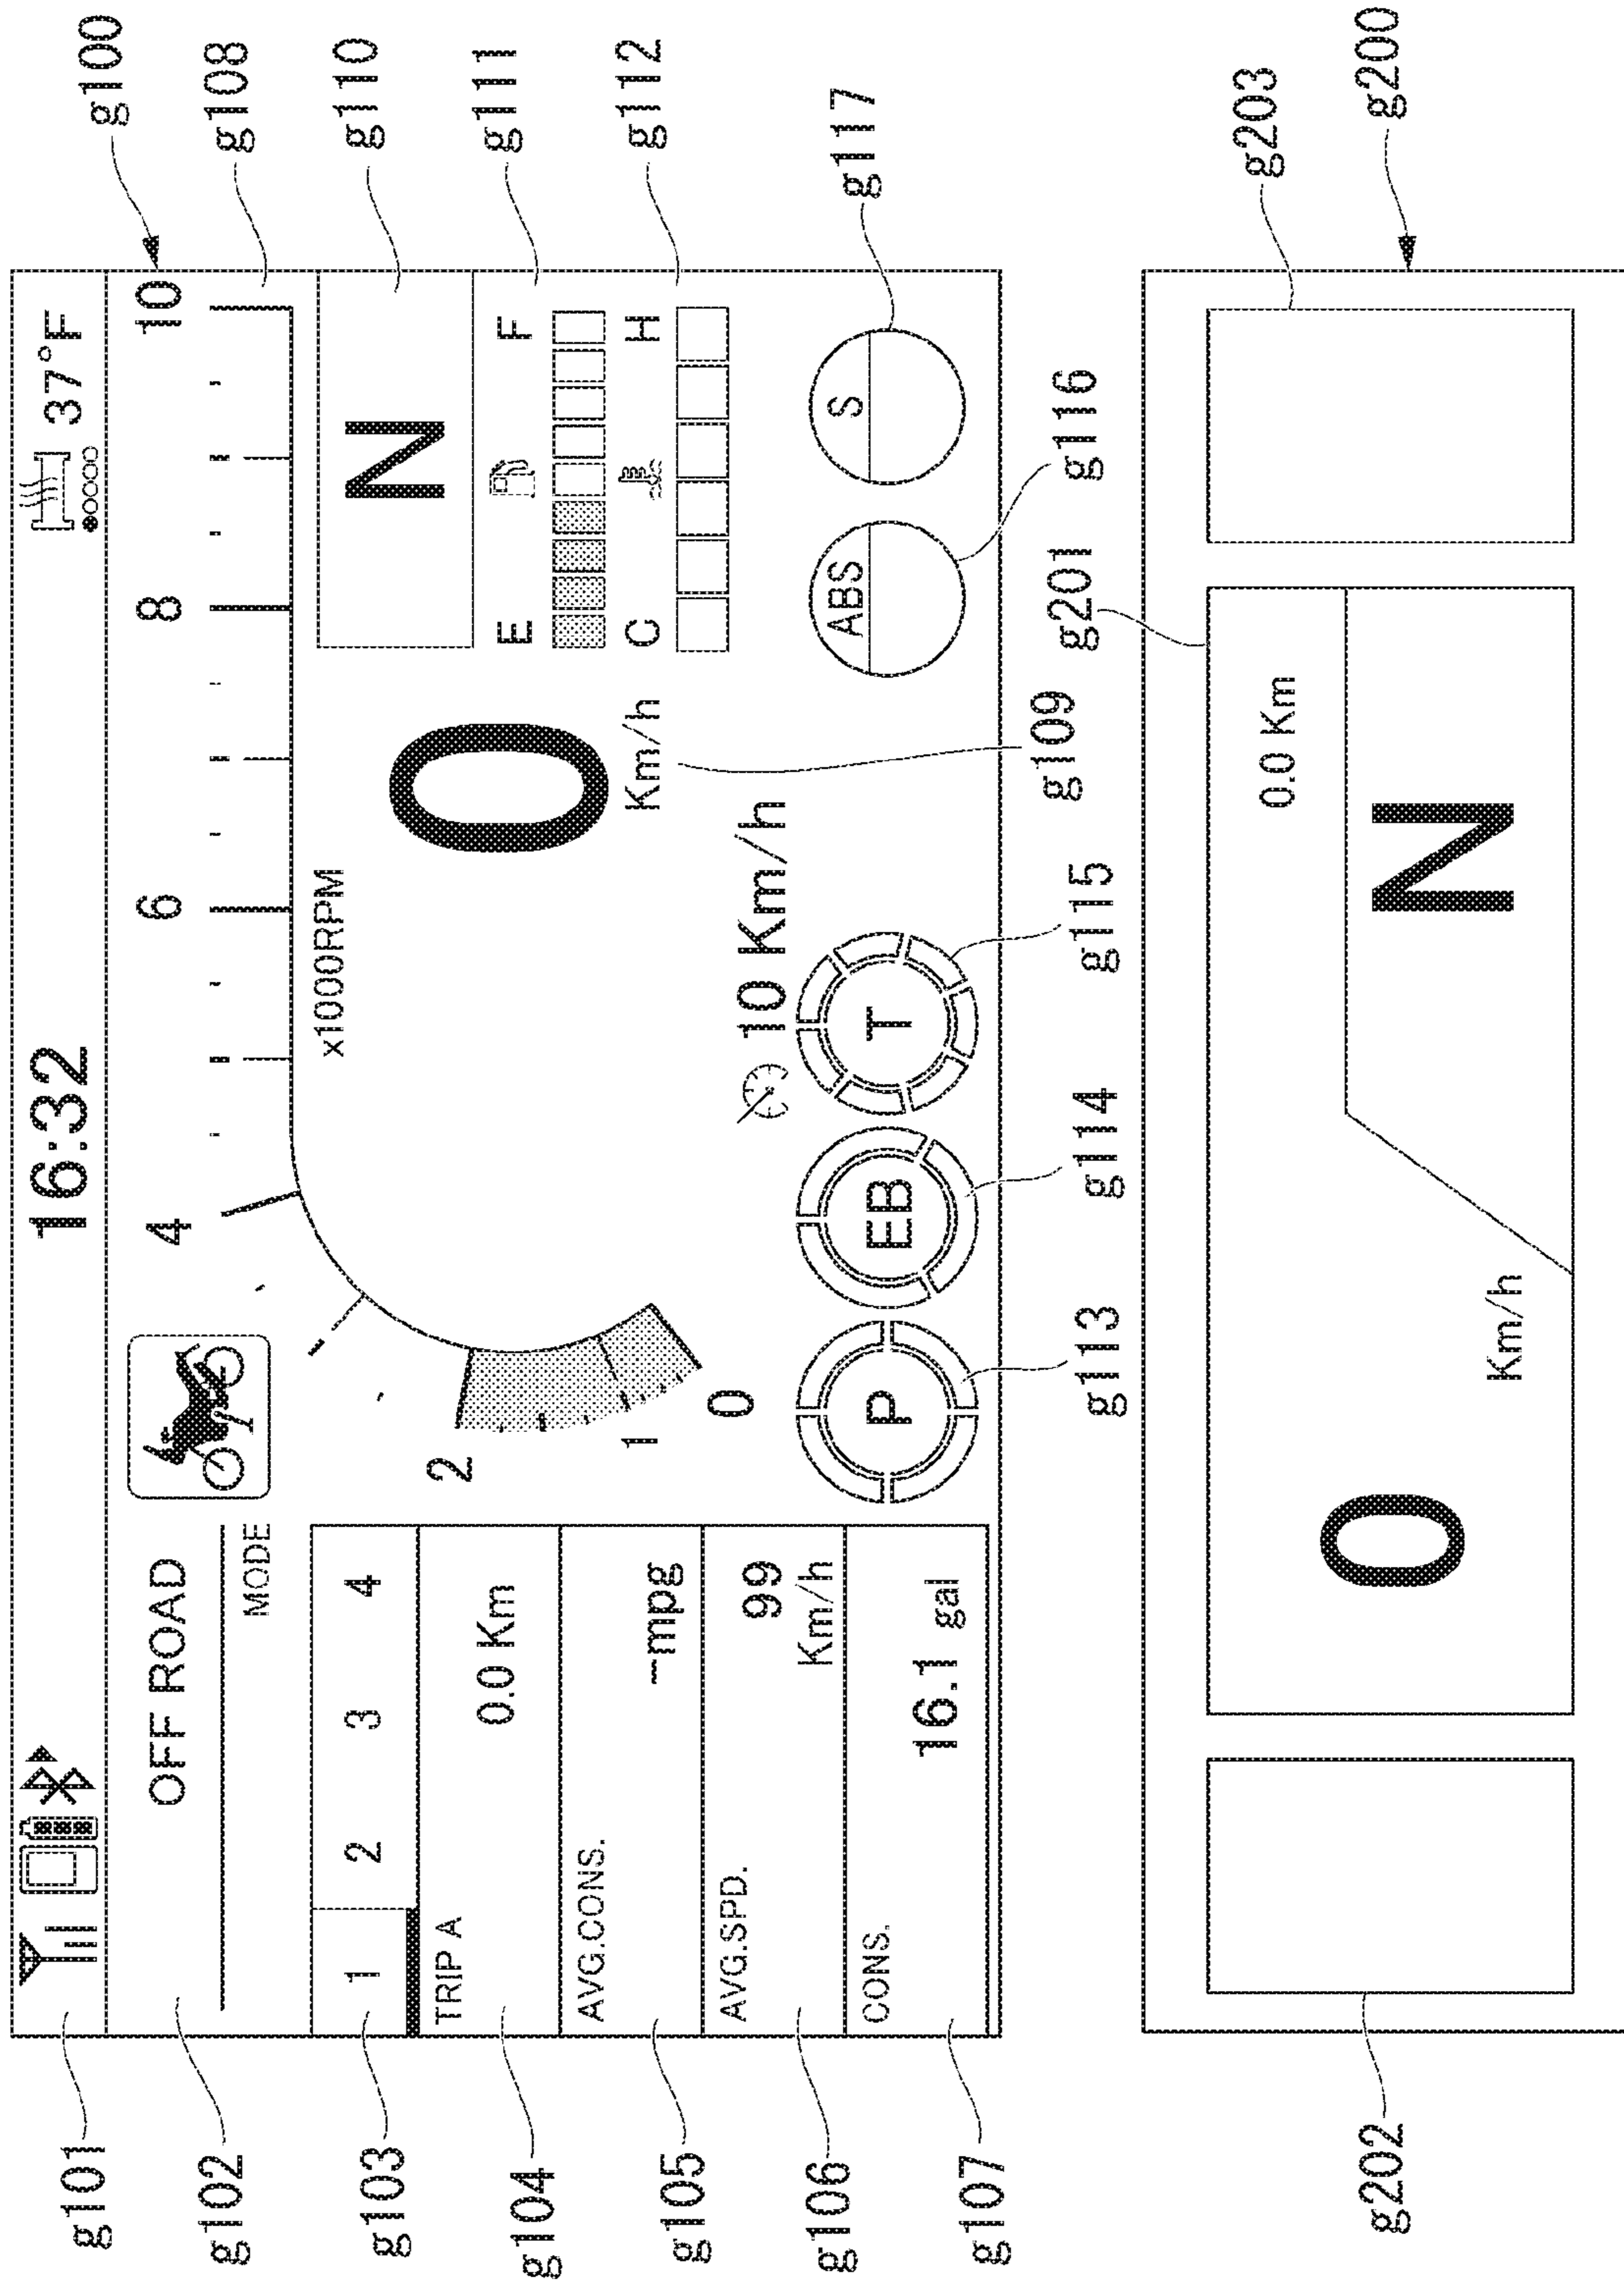 g100
g101
16:32
37°F
g102
OFF ROAD
MODE
g108
4
6
8
10
g103
1 2 3 4
x1000RPM
N
g110
g104
TRIP A
0.0 Km
2
1
0
0
Km/h
g109
E F
g111
C H
g112
g105
AVG.CONS.
-mpg
g106
AVG.SPD.
99
Km/h
10 Km/h
g107
CONS.
16.1 gal
P
EB
T
ABS
S
g113
g114
g115
g116
g117
g200
g201
g202
g203
0.0 Km
0
Km/h
N